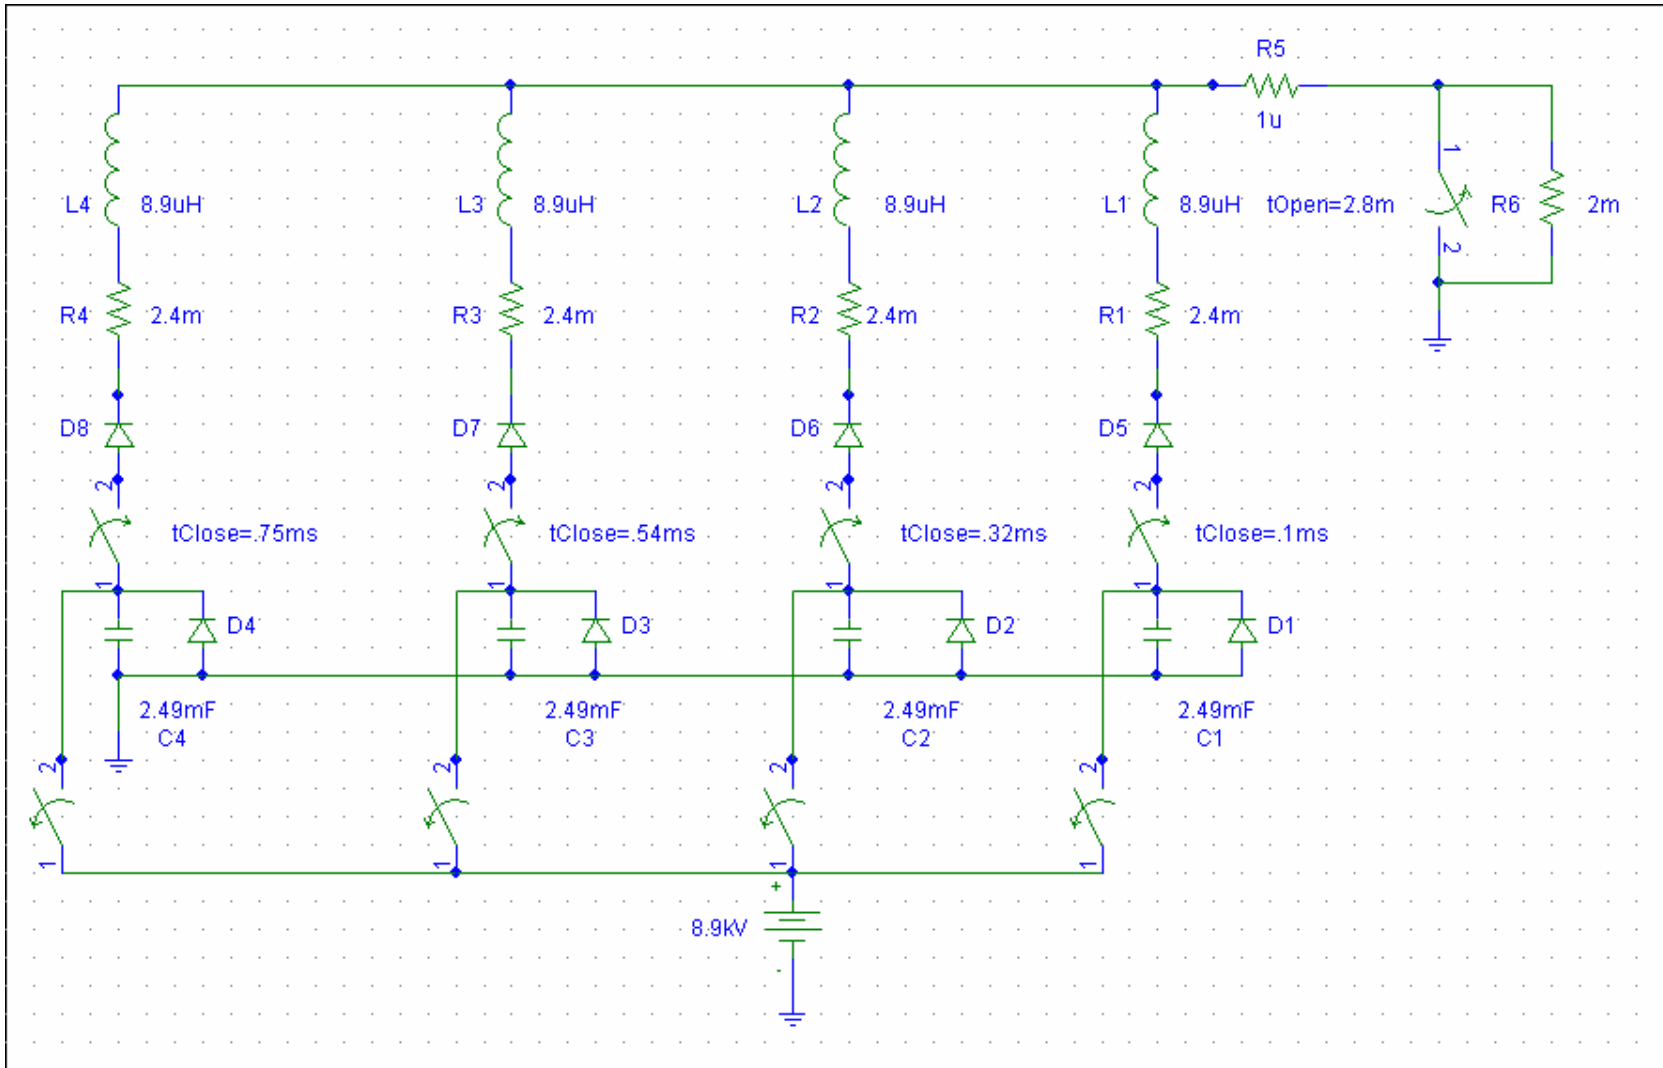 R5
1u
L4 8.9uH
L3 8.9uH
L2 8.9uH
L1 8.9uH
1
tOpen=2.8m
R6 2m
2
R4 2.4m
R3 2.4m
R2 2.4m
R1 2.4m
D8
D7
D6
D5
2
2
2
2
tClose=.75ms
tClose=.54ms
tClose=.32ms
tClose=.1ms
1
1
1
1
D4
D3
D2
D1
2.49mF
C4
2.49mF
C3
2.49mF
C2
2.49mF
C1
2
2
2
2
1
1
1
1
+
8.9kV
-